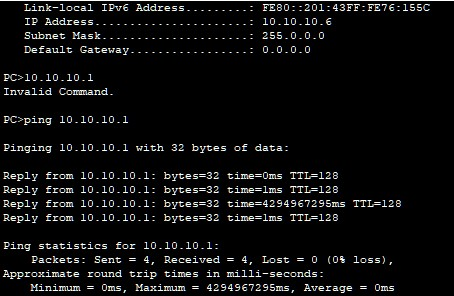 Link-local IPv6 Address.........: FE80::201:43FF:FE76:155C
IP Address......................: 10.10.10.6
Subnet Mask.....................: 255.0.0.0
Default Gateway.................: 0.0.0.0
PC>10.10.10.1
Invalid Command.
PC>ping 10.10.10.1
Pinging 10.10.10.1 with 32 bytes of data:
Reply from 10.10.10.1: bytes=32 time=0ms TTL=128
Reply from 10.10.10.1: bytes=32 time=1ms TTL=128
Reply from 10.10.10.1: bytes=32 time=4294967295ms TTL=128
Reply from 10.10.10.1: bytes=32 time=1ms TTL=128
Ping statistics for 10.10.10.1:
Packets: Sent = 4, Received = 4, Lost = 0 (0% loss),
Approximate round trip times in milli-seconds:
Minimum = 0ms, Maximum = 4294967295ms, Average = 0ms